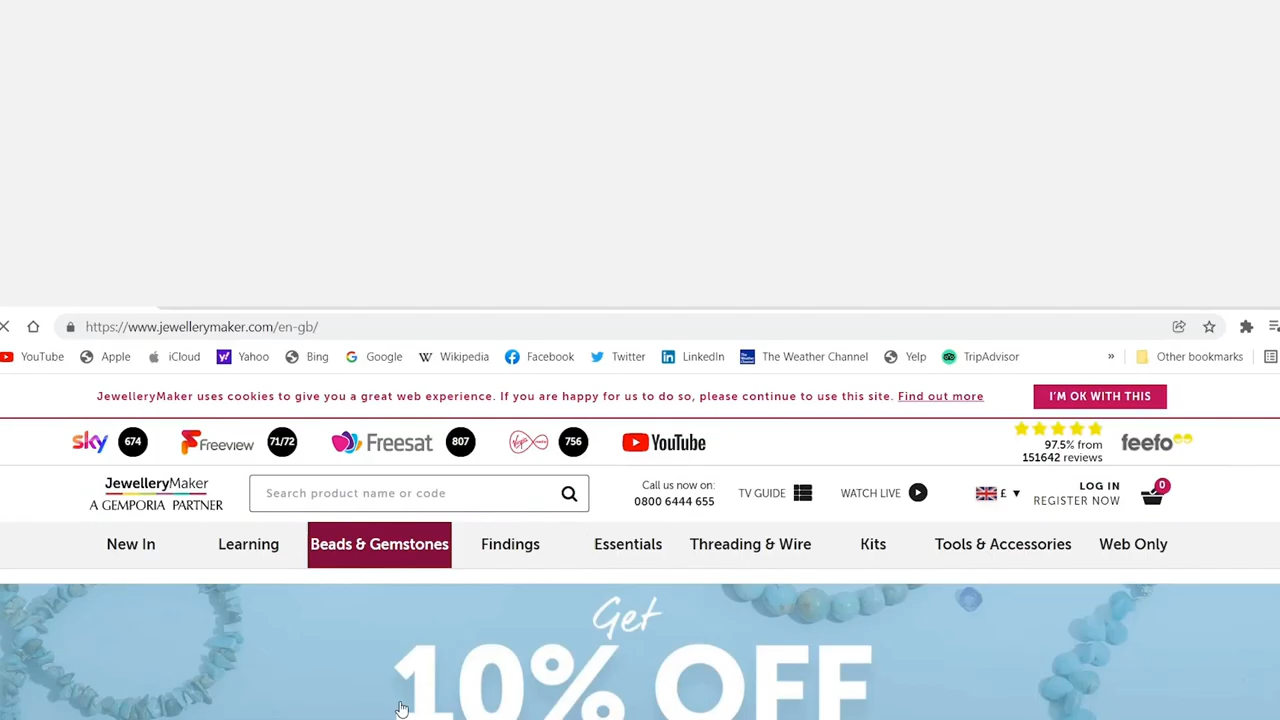 https://www.jewellerymaker.com/en-gb/
YouTube Apple iCloud Yahoo Bing Google Wikipedia Facebook Twitter LinkedIn The Weather Channel Yelp TripAdvisor » Other bookmarks
JewelleryMaker uses cookies to give you a great web experience. If you are happy for us to do so, please continue to use this site. Find out more I'M OK WITH THIS
sky 674 Freeview 71/72 Freesat 807 Virgin media 756 YouTube
97.5% from
151642 reviews
feefo
JewelleryMaker
A GEMPORIA PARTNER
Search product name or code
Call us now on:
0800 6444 655
TV GUIDE WATCH LIVE £
LOG IN
REGISTER NOW
0
New In Learning Beads & Gemstones Findings Essentials Threading & Wire Kits Tools & Accessories Web Only
Get
10% OFF